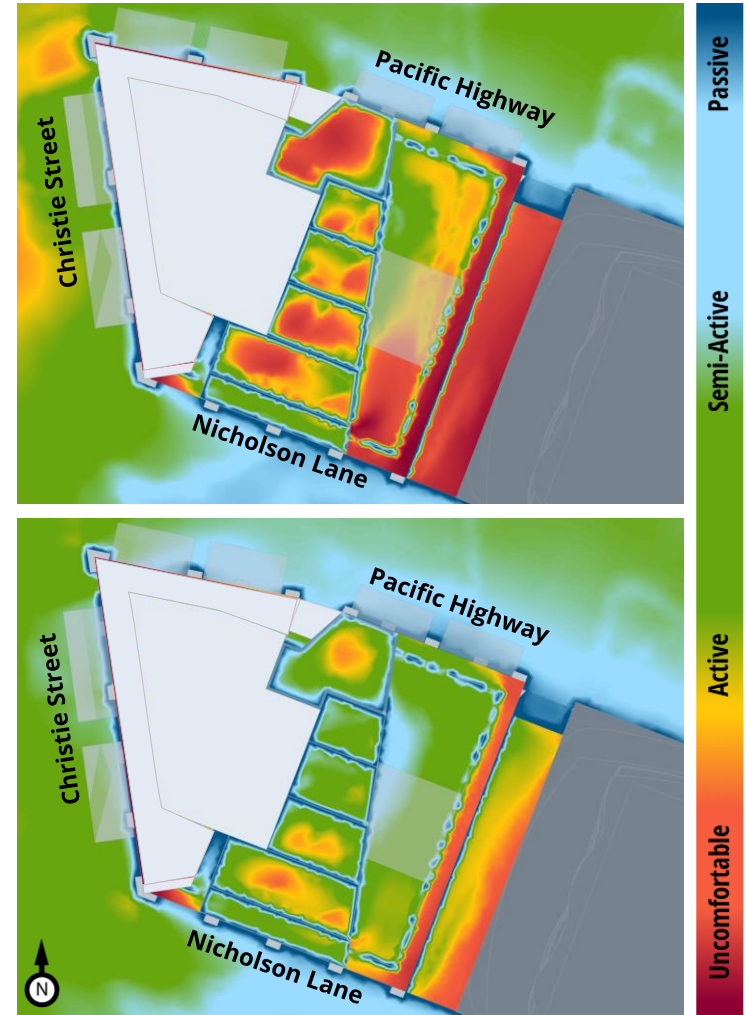 Pacific Highway
Christie Street
Nicholson Lane
Pacific Highway
Christie Street
Nicholson Lane
N
Passive
Semi-Active
Active
Uncomfortable